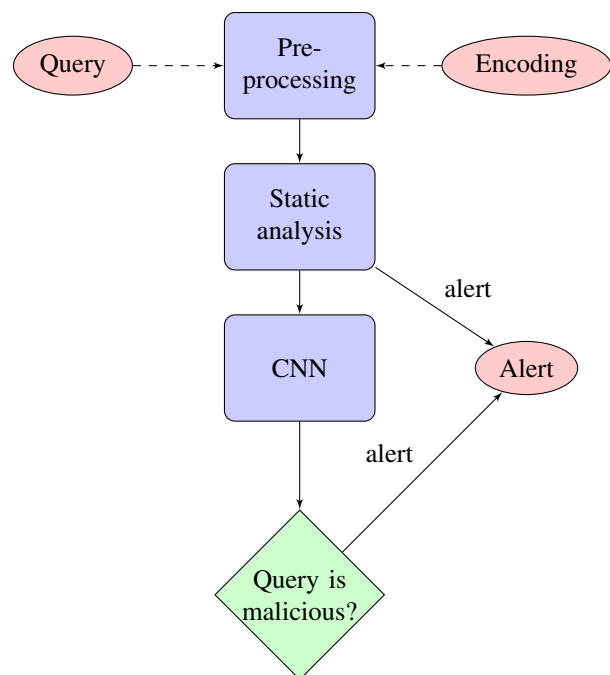 Query
Pre-
processing
Encoding
Static
analysis
alert
CNN
Alert
alert
Query is
malicious?